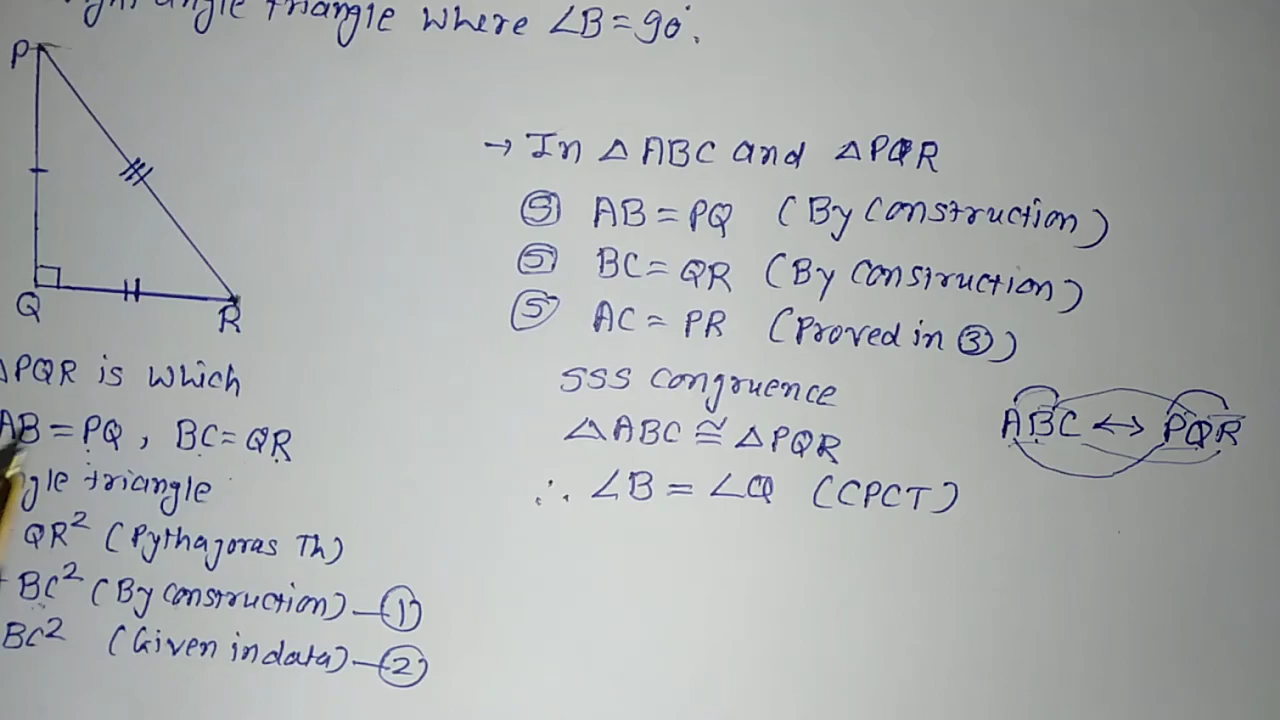 angle triangle where ∠B=90°.
P
Q
R
△PQR is which
AB=PQ, BC=QR
triangle
QR² (Pythagoras Th)
BC² (By construction)—①
BC² (Given in data)—②
→ In △ABC and △PQR
Ⓢ AB=PQ (By construction)
Ⓢ BC=QR (By construction)
Ⓢ AC=PR (Proved in ③)
SSS congruence
△ABC≅△PQR
∴ ∠B=∠Q (CPCT)
ABC↔PQR